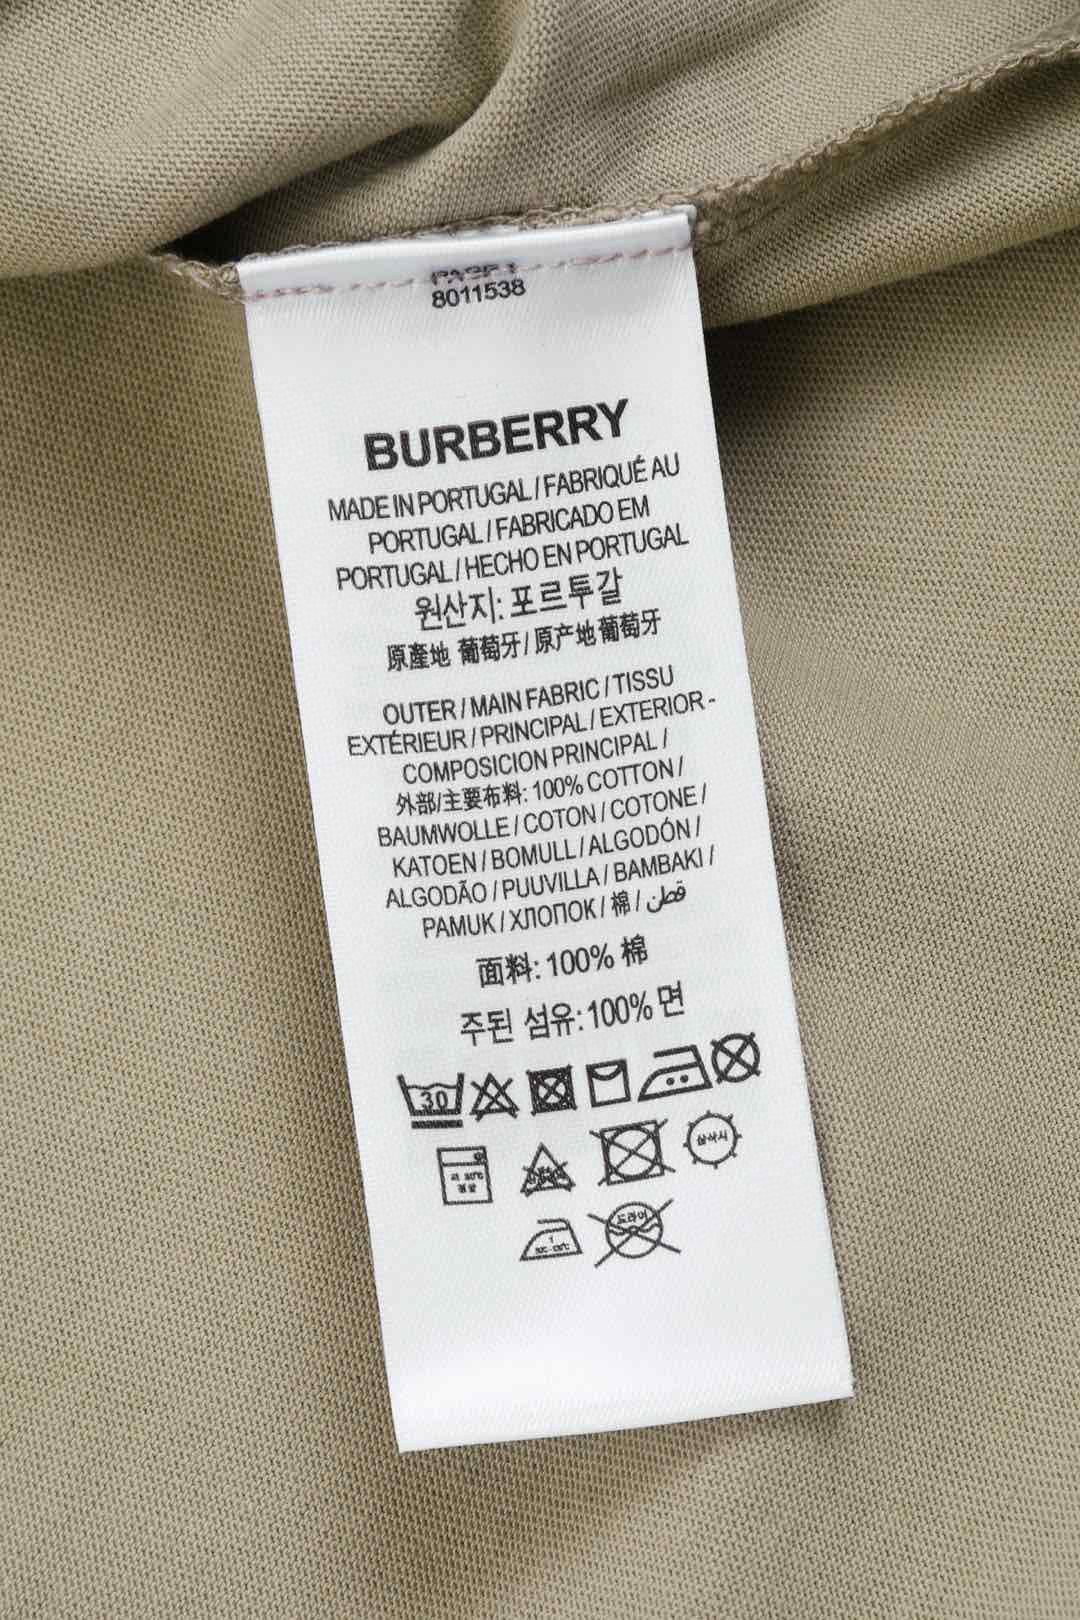 8011538
BURBERRY
MADE IN PORTUGAL / FABRIQUÉ AU
PORTUGAL / FABRICADO EM
PORTUGAL / HECHO EN PORTUGAL
원산지: 포르투갈
原產地 葡萄牙 / 原产地 葡萄牙
OUTER / MAIN FABRIC / TISSU
EXTÉRIEUR / PRINCIPAL / EXTERIOR -
COMPOSICION PRINCIPAL /
外部/主要布料: 100% COTTON /
BAUMWOLLE / COTON / COTONE /
KATOEN / BOMULL / ALGODÓN /
ALGODÃO / PUUVILLA / BAMBAKI /
PAMUK / ХЛОПОК / 棉 / قطن
面料: 100% 棉
주된 섬유: 100% 면
30
드라이